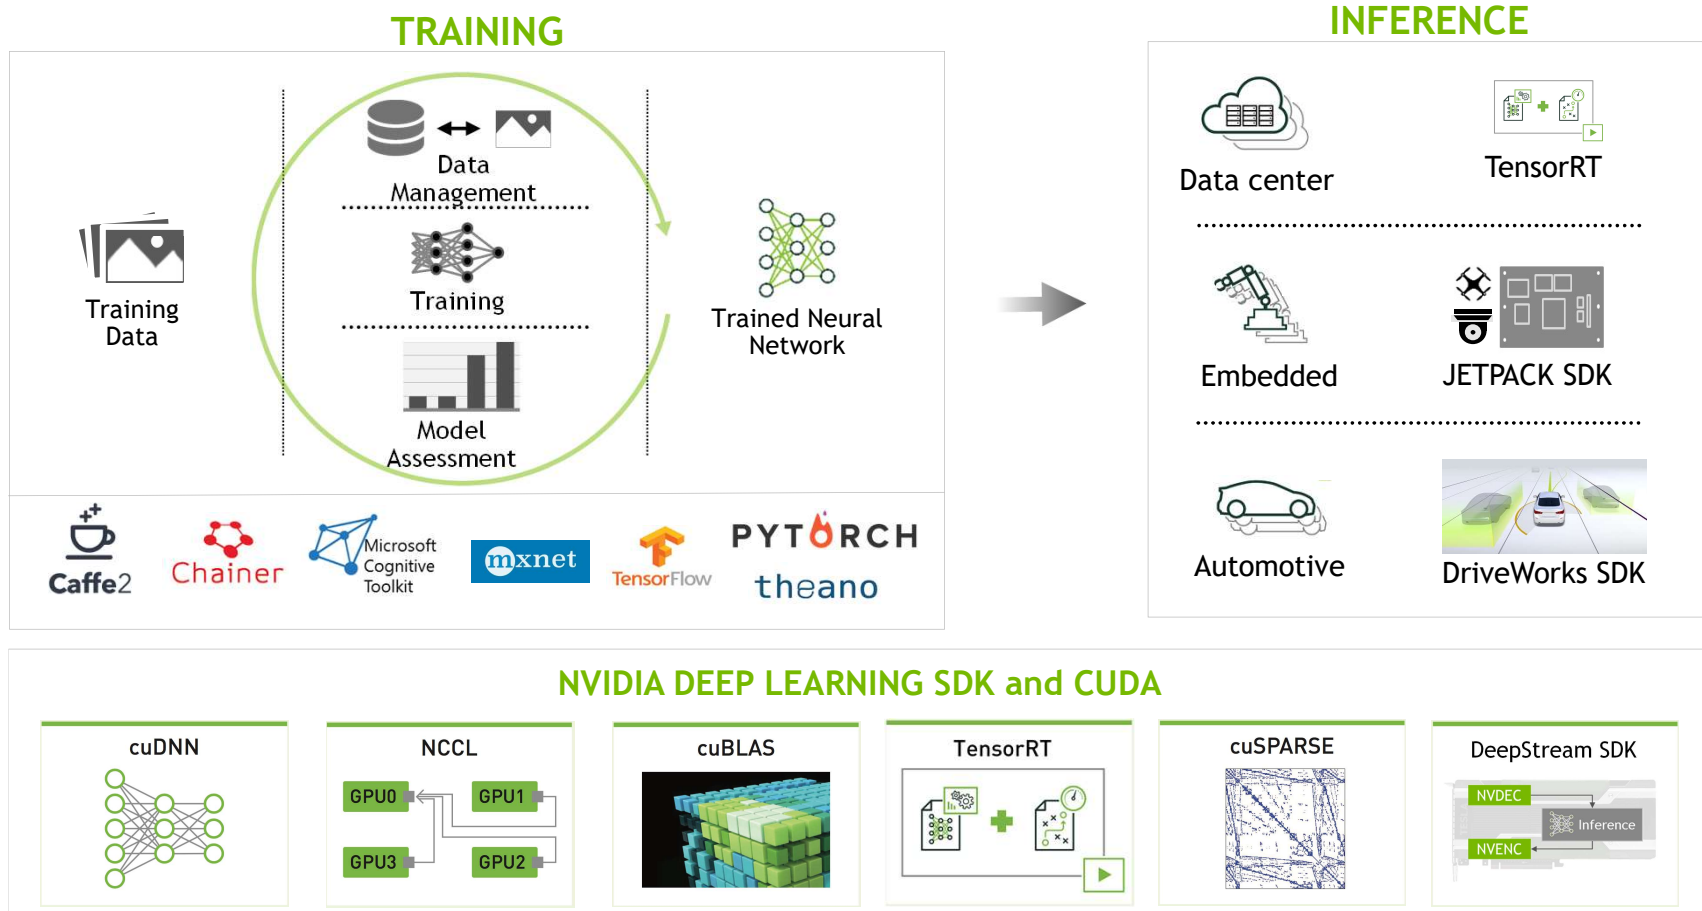 TRAINING
INFERENCE
Data
Management
Training
Data
Training
Model
Assessment
Trained Neural
Network
Caffe2
Chainer
Microsoft
Cognitive
Toolkit
mxnet
TensorFlow
PYTORCH
theano
Data center
TensorRT
Embedded
JETPACK SDK
Automotive
DriveWorks SDK
NVIDIA DEEP LEARNING SDK and CUDA
cuDNN
NCCL
GPU0
GPU1
GPU3
GPU2
cuBLAS
TensorRT
cuSPARSE
DeepStream SDK
NVDEC
Inference
NVENC